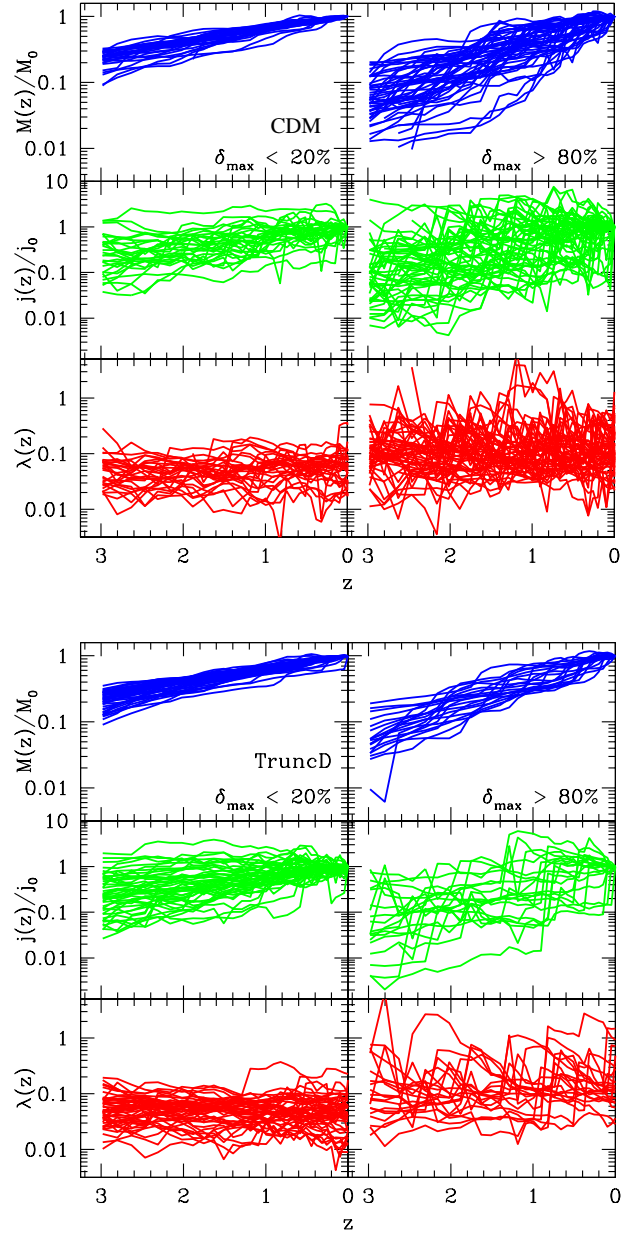 1
0.1
0.01
M(z)/M₀
CDM
δmax < 20%
δmax > 80%
10
1
0.1
0.01
j(z)/j₀
1
0.1
0.01
λ(z)
3 2 1 0
3 2 1 0
z
1
0.1
0.01
M(z)/M₀
TruncD
δmax < 20%
δmax > 80%
10
1
0.1
0.01
j(z)/j₀
1
0.1
0.01
λ(z)
3 2 1 0
3 2 1 0
z